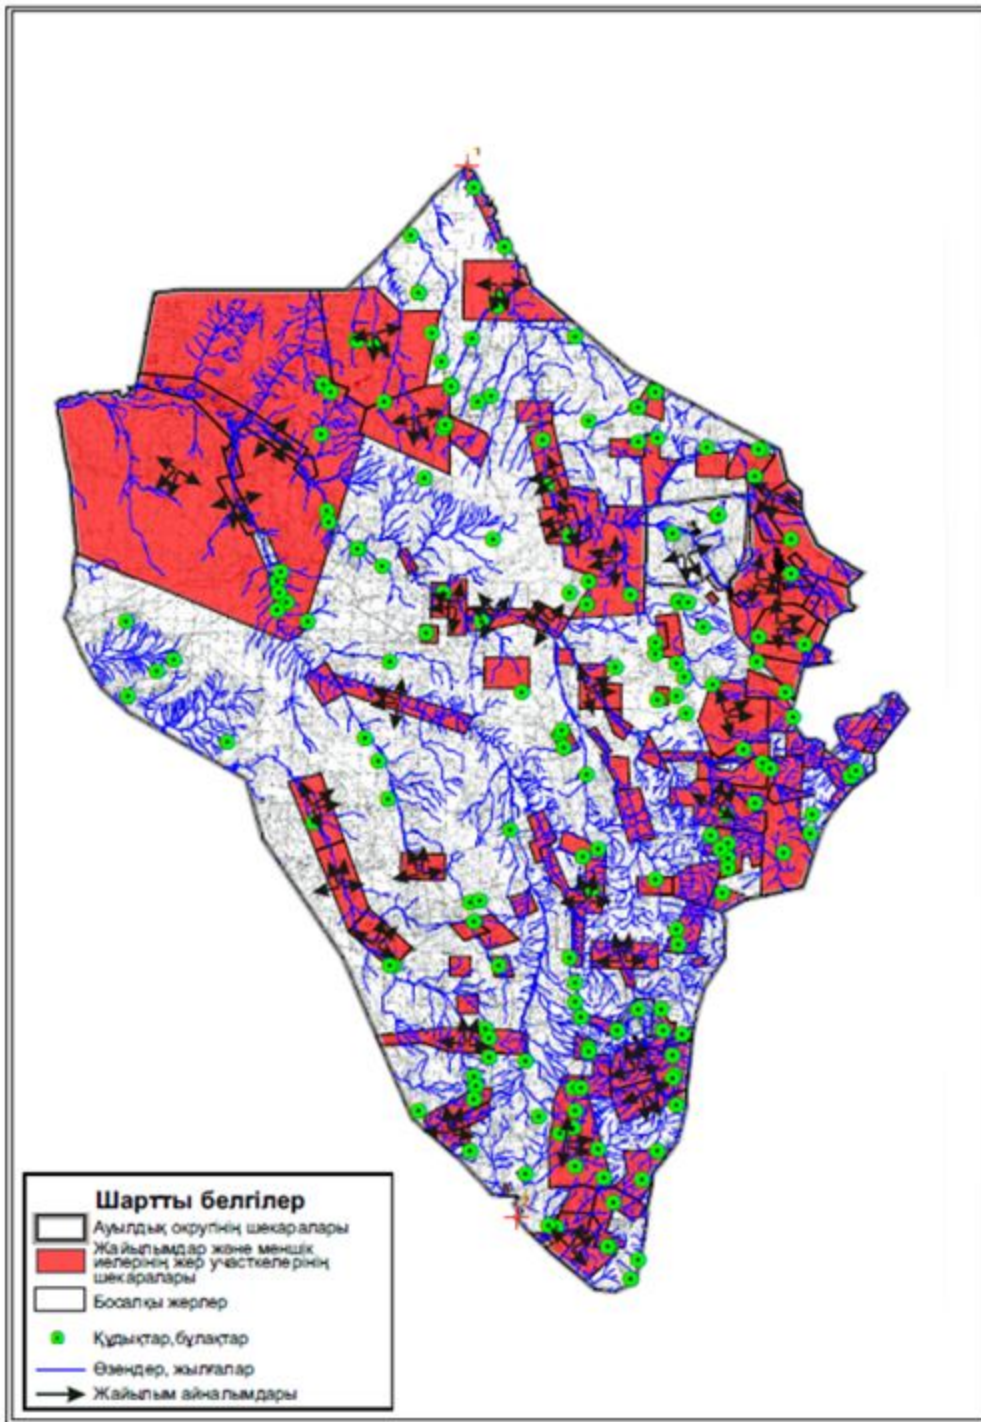 Шартты белгілер
Ауылдық округінің шекаралары
Жайылымдар және меншік
иелерінің жер участкелерінің
шекаралары
Босалқы жерлер
Құдықтар, бұлақтар
Өзендер, жылғалар
Жайылым айналымдары